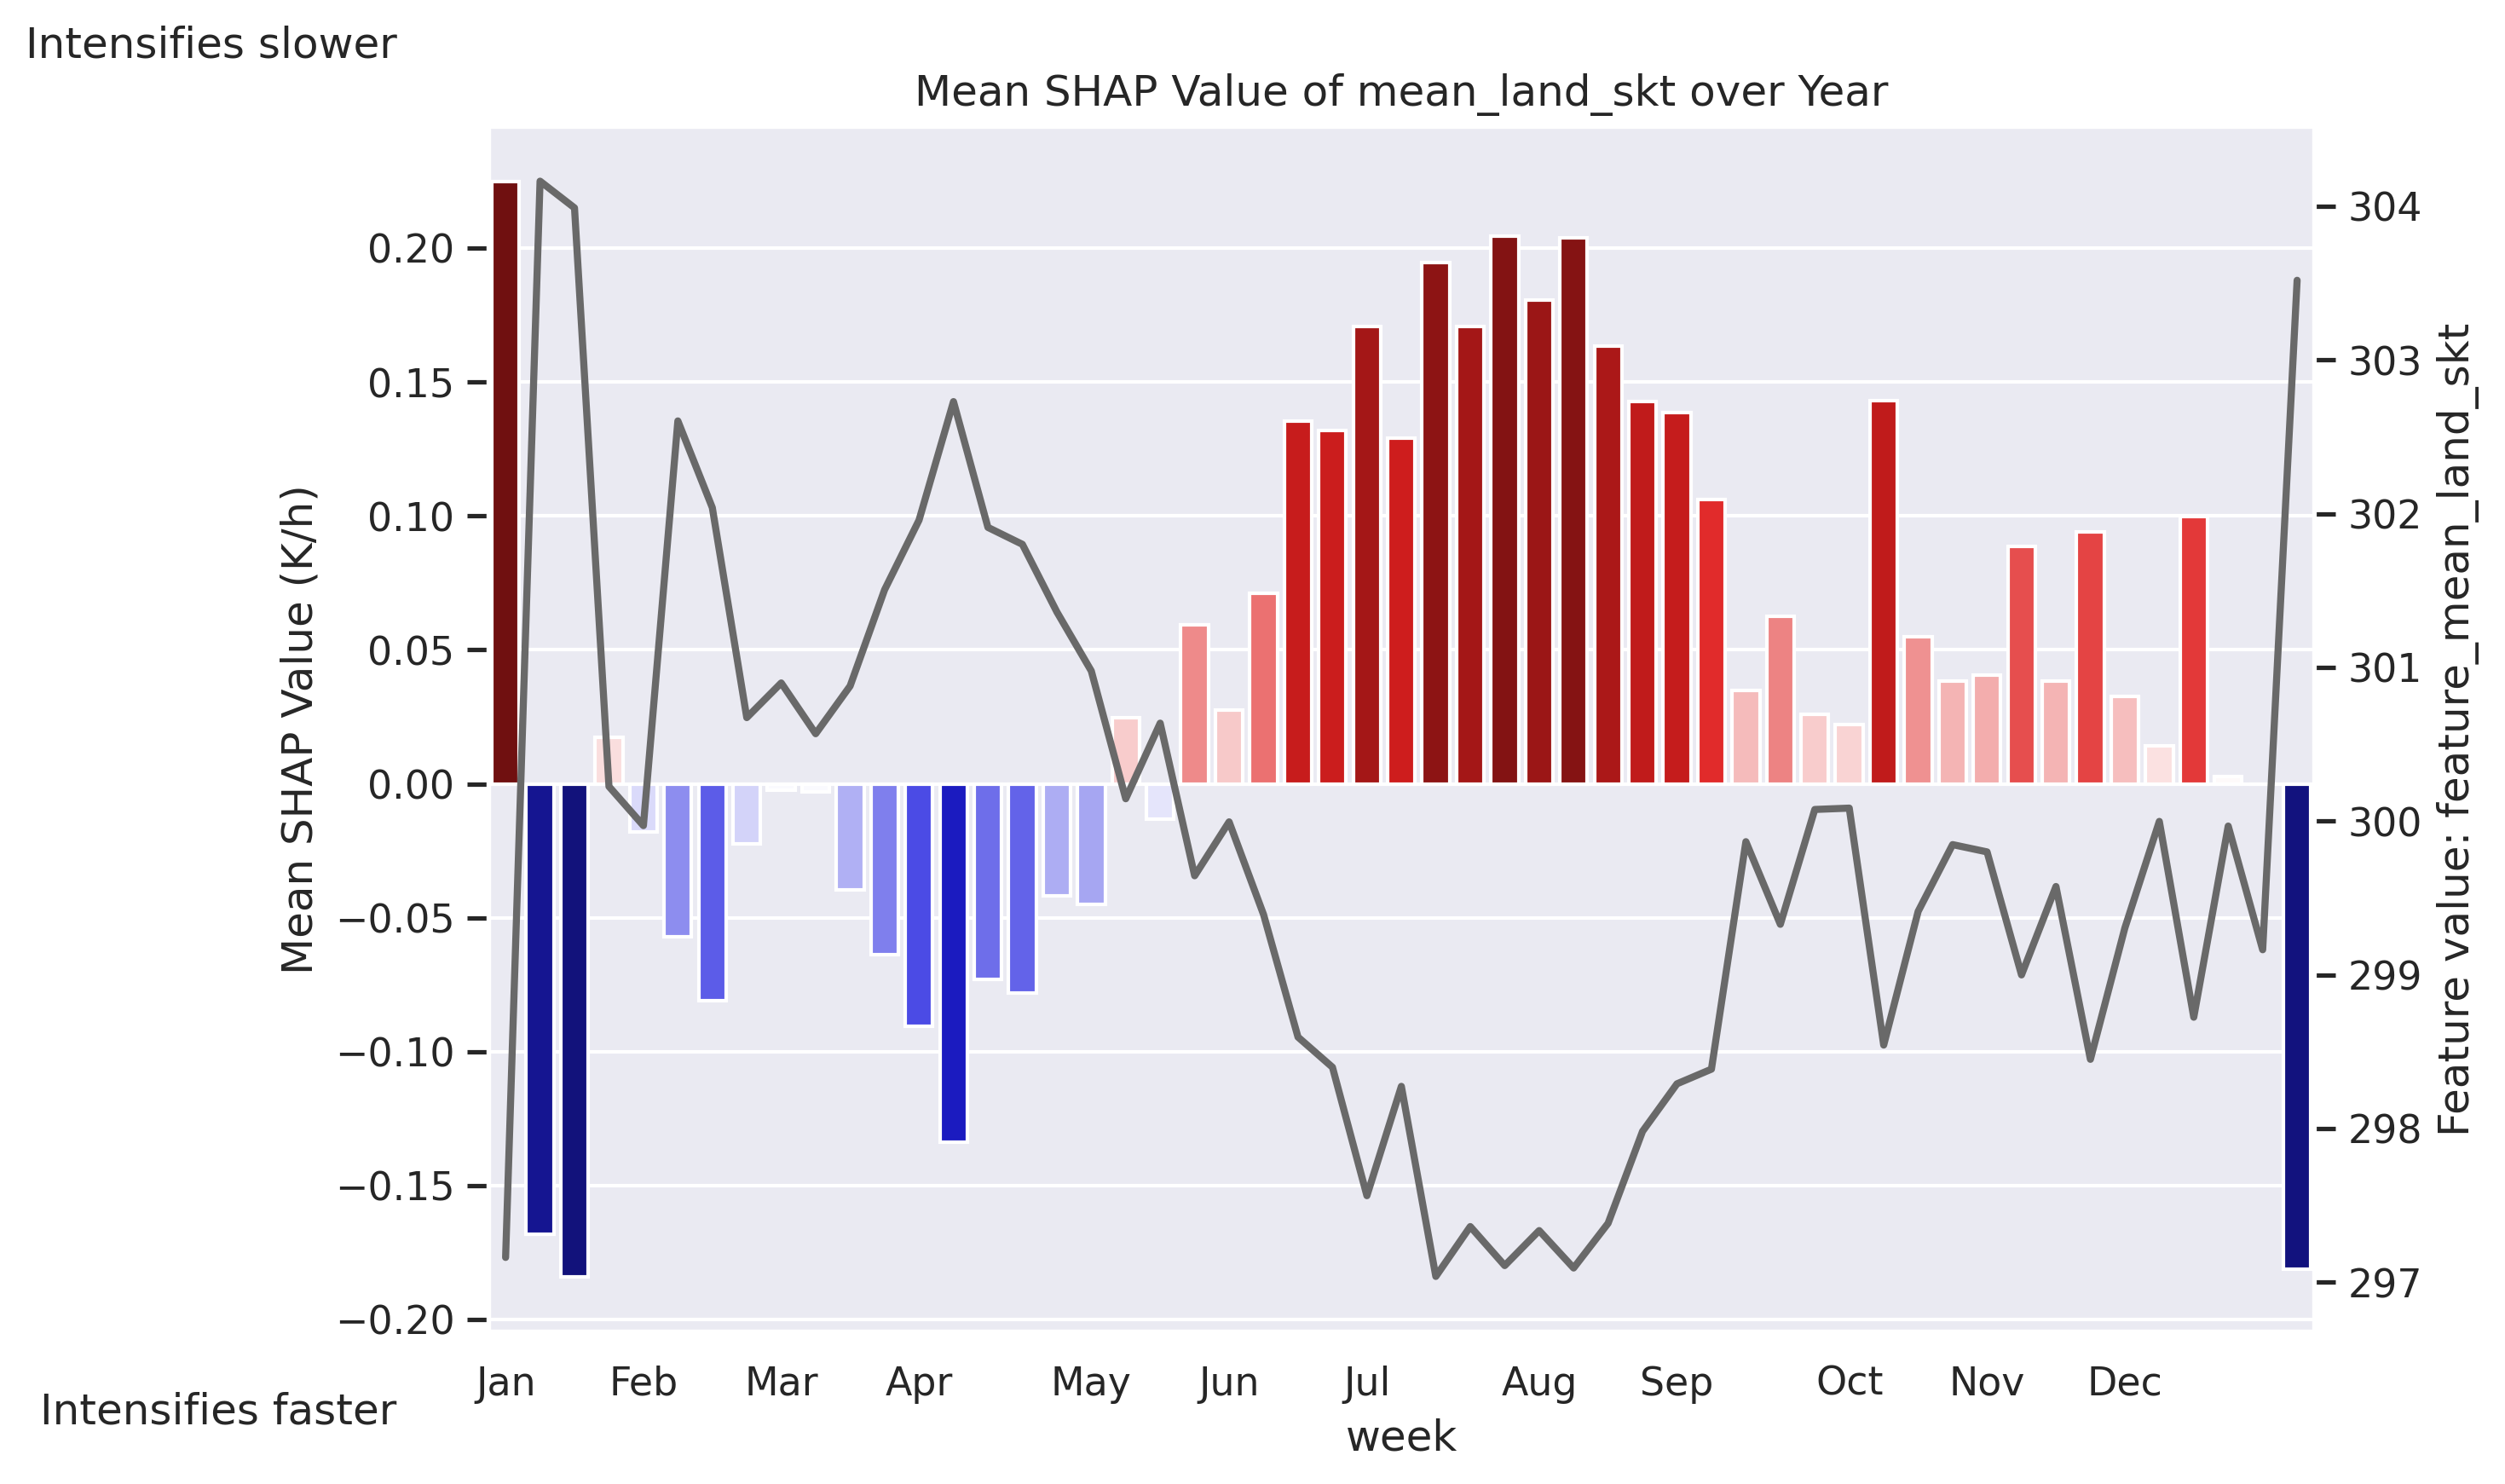 Intensifies slower
Mean SHAP Value of mean_land_skt over Year
Mean SHAP Value (K/h)
0.20
0.15
0.10
0.05
0.00
−0.05
−0.10
−0.15
−0.20
304
303
302
301
300
299
298
297
Feature value: feature_mean_land_skt
Jan Feb Mar Apr May Jun Jul Aug Sep Oct Nov Dec
week
Intensifies faster